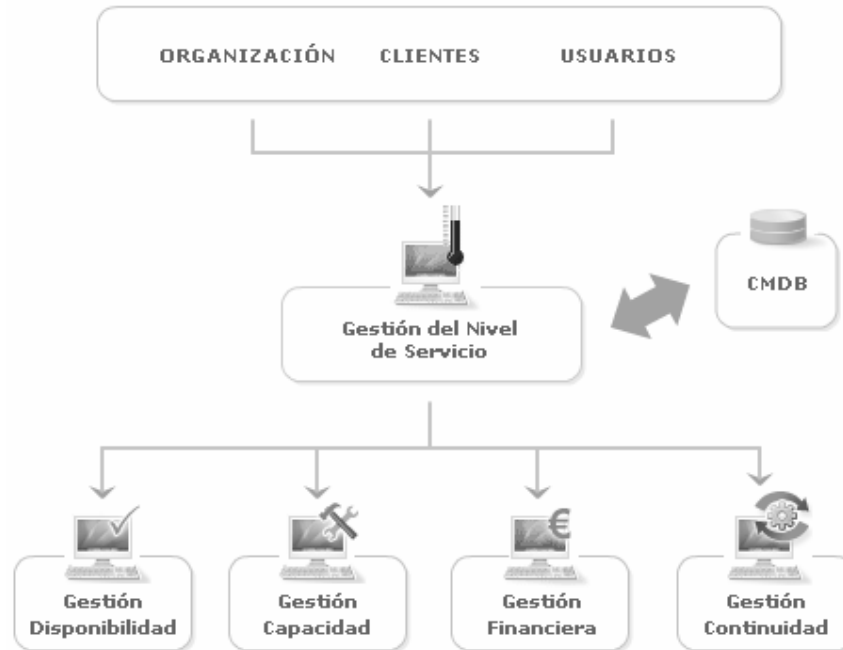 ORGANIZACIÓN CLIENTES USUARIOS
CMDB
Gestión del Nivel
de Servicio
€
Gestión
Disponibilidad
Gestión
Capacidad
Gestión
Financiera
Gestión
Continuidad